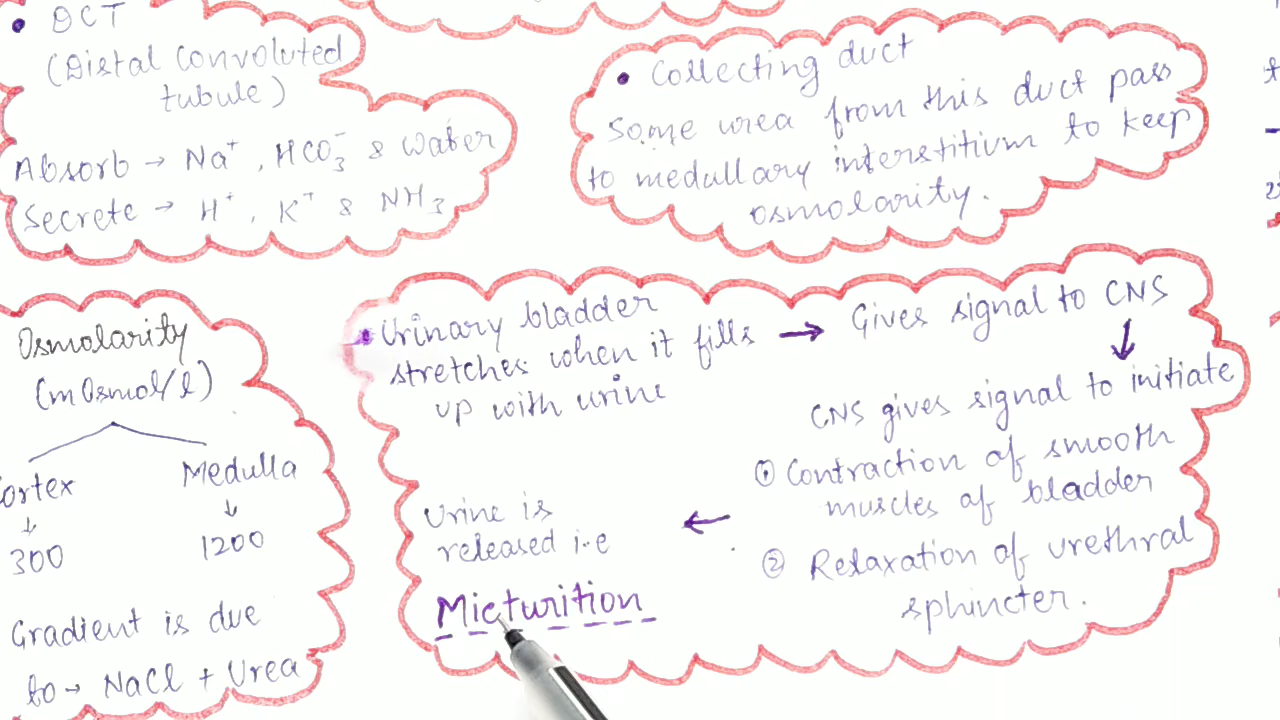 • DCT
(Distal convoluted
tubule)
Absorb → Na⁺, HCO₃⁻ & Water
Secrete → H⁺, K⁺ & NH₃
• Collecting duct
Some urea from this duct pass
to medullary interstitium to keep
osmolarity.
Osmolarity
(mOsmol/l)
ortex Medulla
↓ ↓
300 1200
Gradient is due
to → NaCl + Urea
• Urinary bladder
stretches when it fills
up with urine
→ Gives signal to CNS
↓
CNS gives signal to initiate
① Contraction of smooth
muscles of bladder
② Relaxation of urethral
sphincter.
←
Urine is
released i.e
Micturition